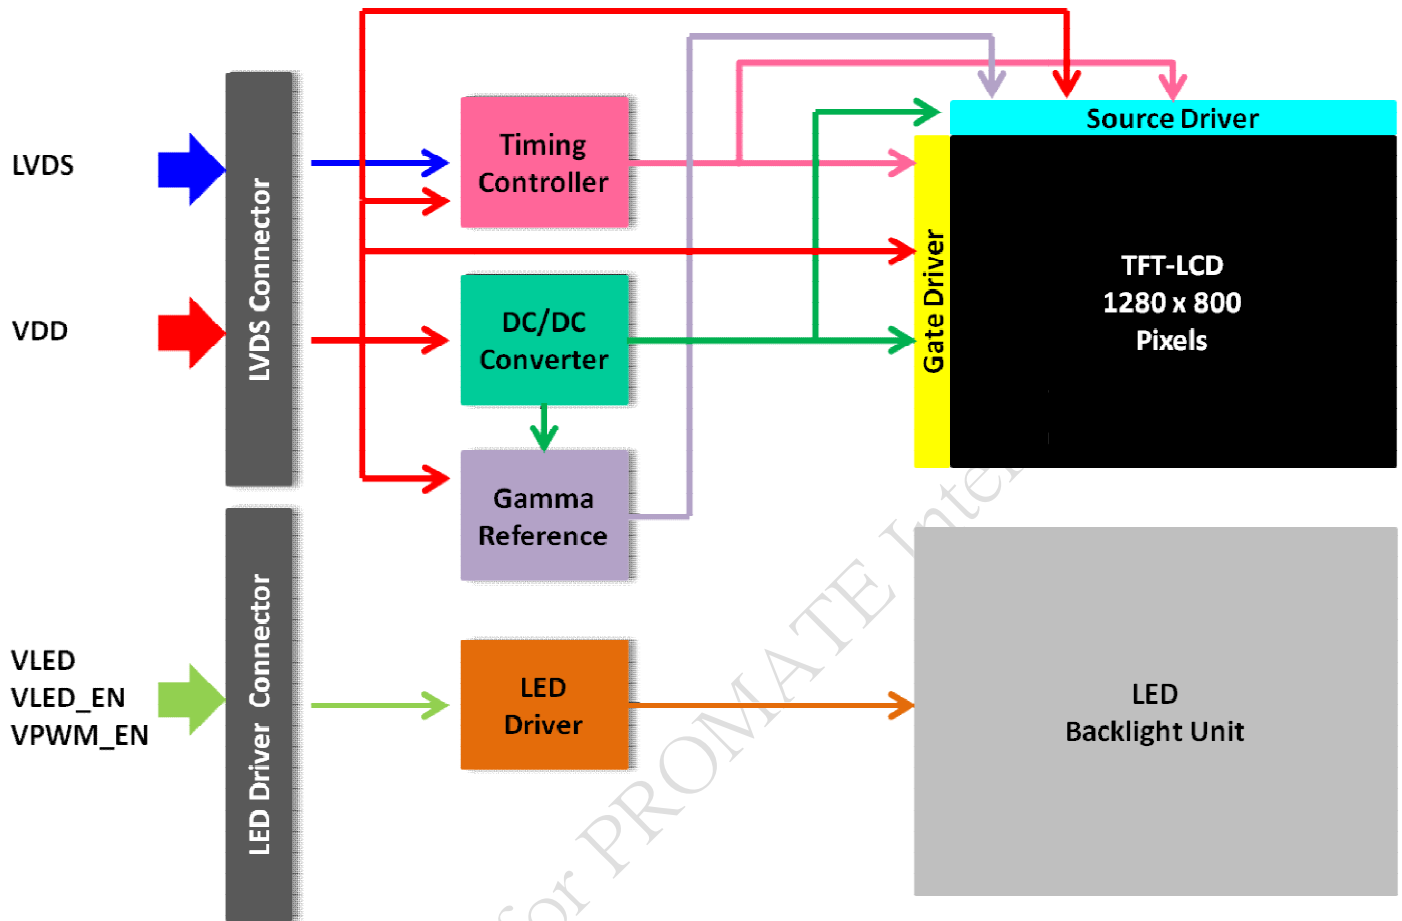 LVDS
VDD
LVDS Connector
Timing
Controller
DC/DC
Converter
Gamma
Reference
Source Driver
Gate Driver
TFT-LCD
1280 x 800
Pixels
VLED
VLED_EN
VPWM_EN
LED Driver Connector
LED
Driver
LED
Backlight Unit
for PROMATE